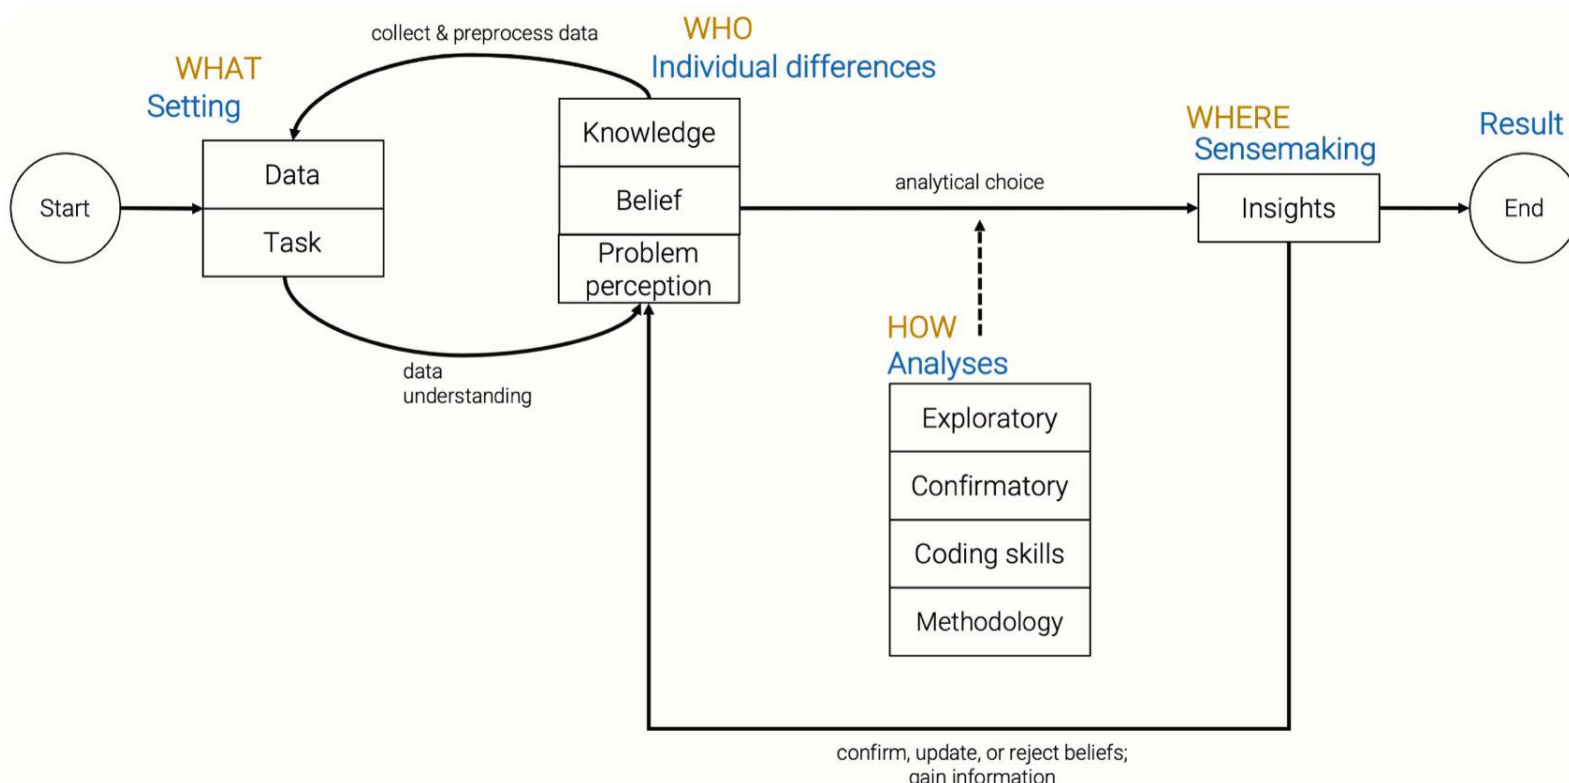 collect & preprocess data
WHO
Individual differences
WHAT
Setting
Knowledge
Belief
Problem
perception
Data
Task
Start
data
understanding
analytical choice
WHERE
Sensemaking
Insights
Result
End
HOW
Analyses
Exploratory
Confirmatory
Coding skills
Methodology
confirm, update, or reject beliefs;
gain information